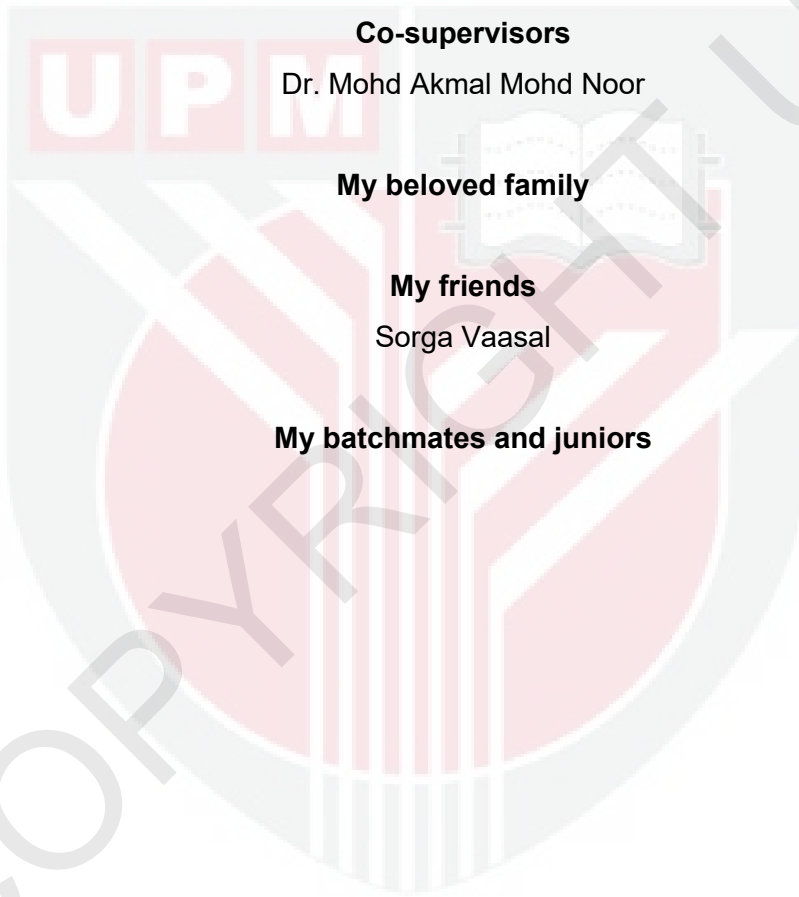 Co-supervisors
Dr. Mohd Akmal Mohd Noor
UPM
My beloved family
My friends
Sorga Vaasal
My batchmates and juniors
COPYRIGHT U